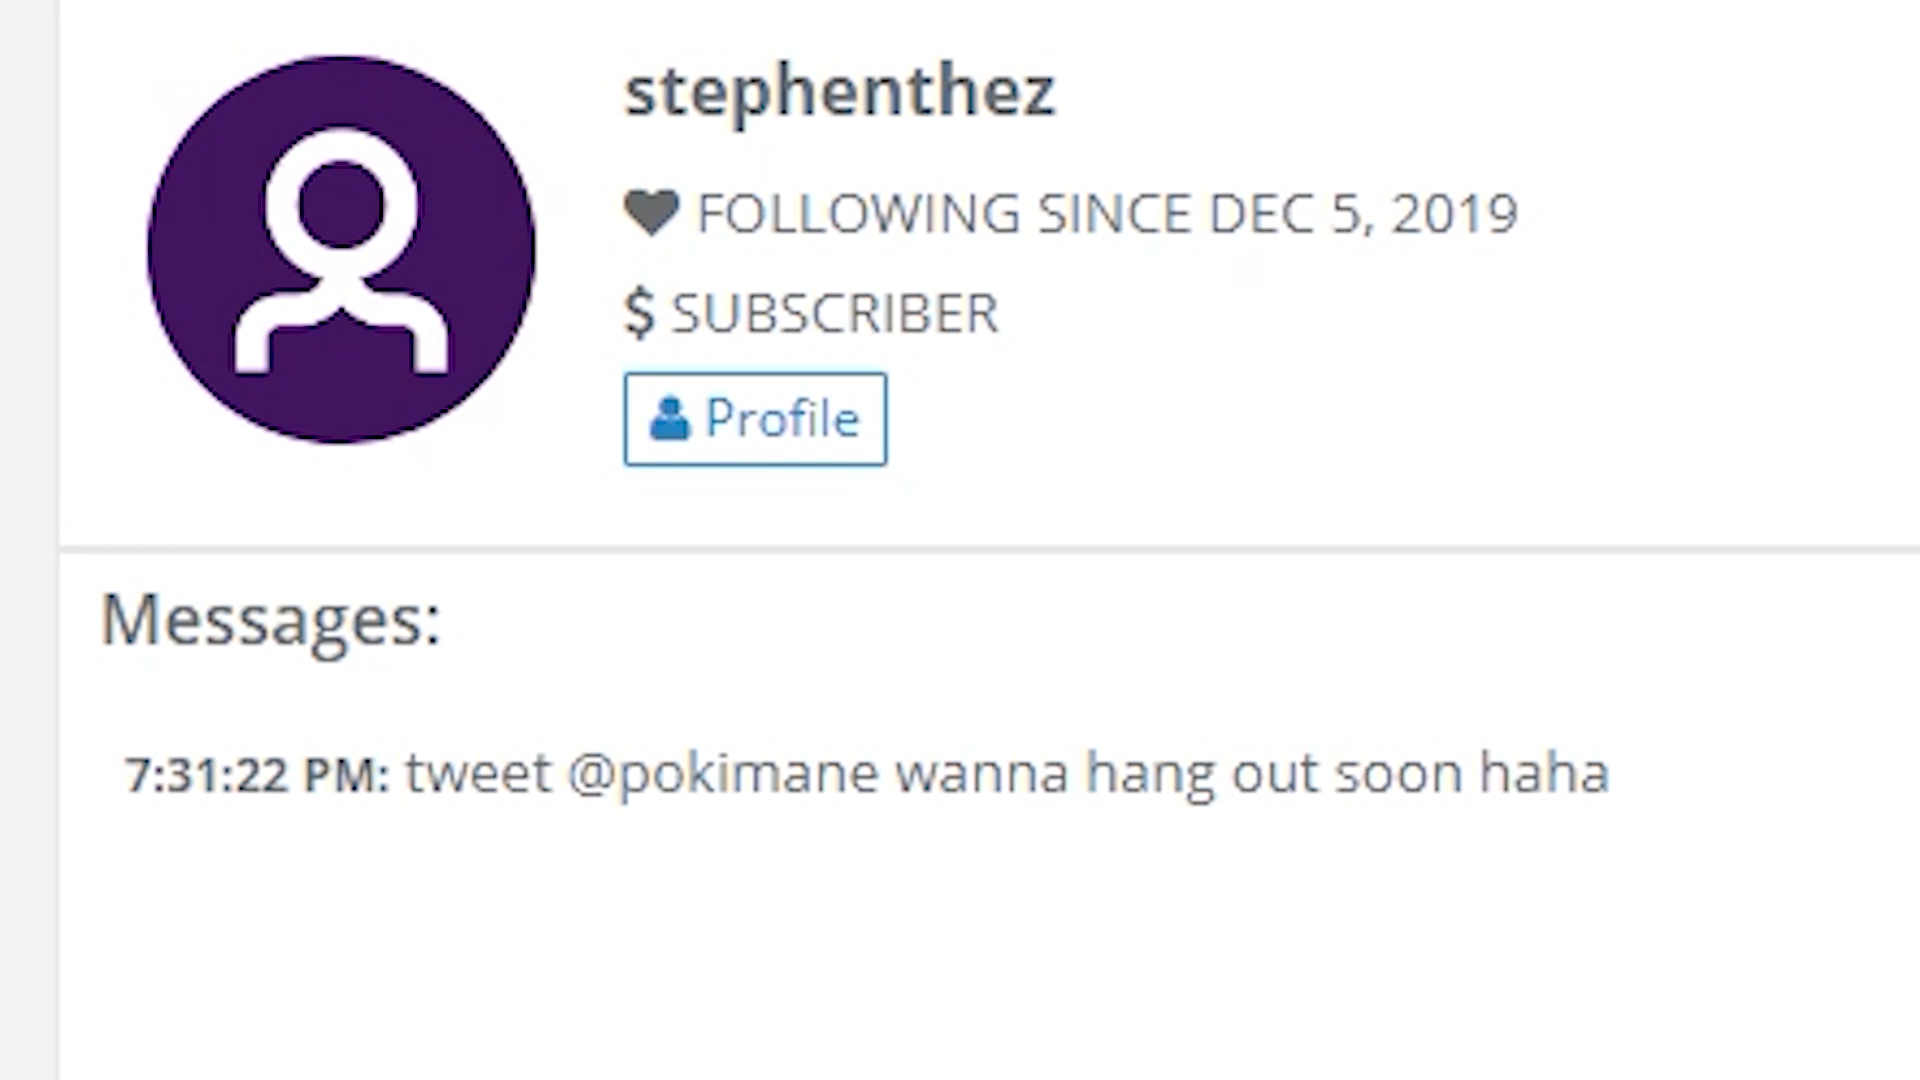 stephenthez
FOLLOWING SINCE DEC 5, 2019
$ SUBSCRIBER
Profile
Messages:
7:31:22 PM: tweet @pokimane wanna hang out soon haha